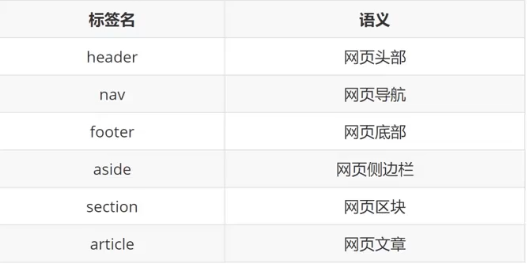 标签名 语义
header 网页头部
nav 网页导航
footer 网页底部
aside 网页侧边栏
section 网页区块
article 网页文章